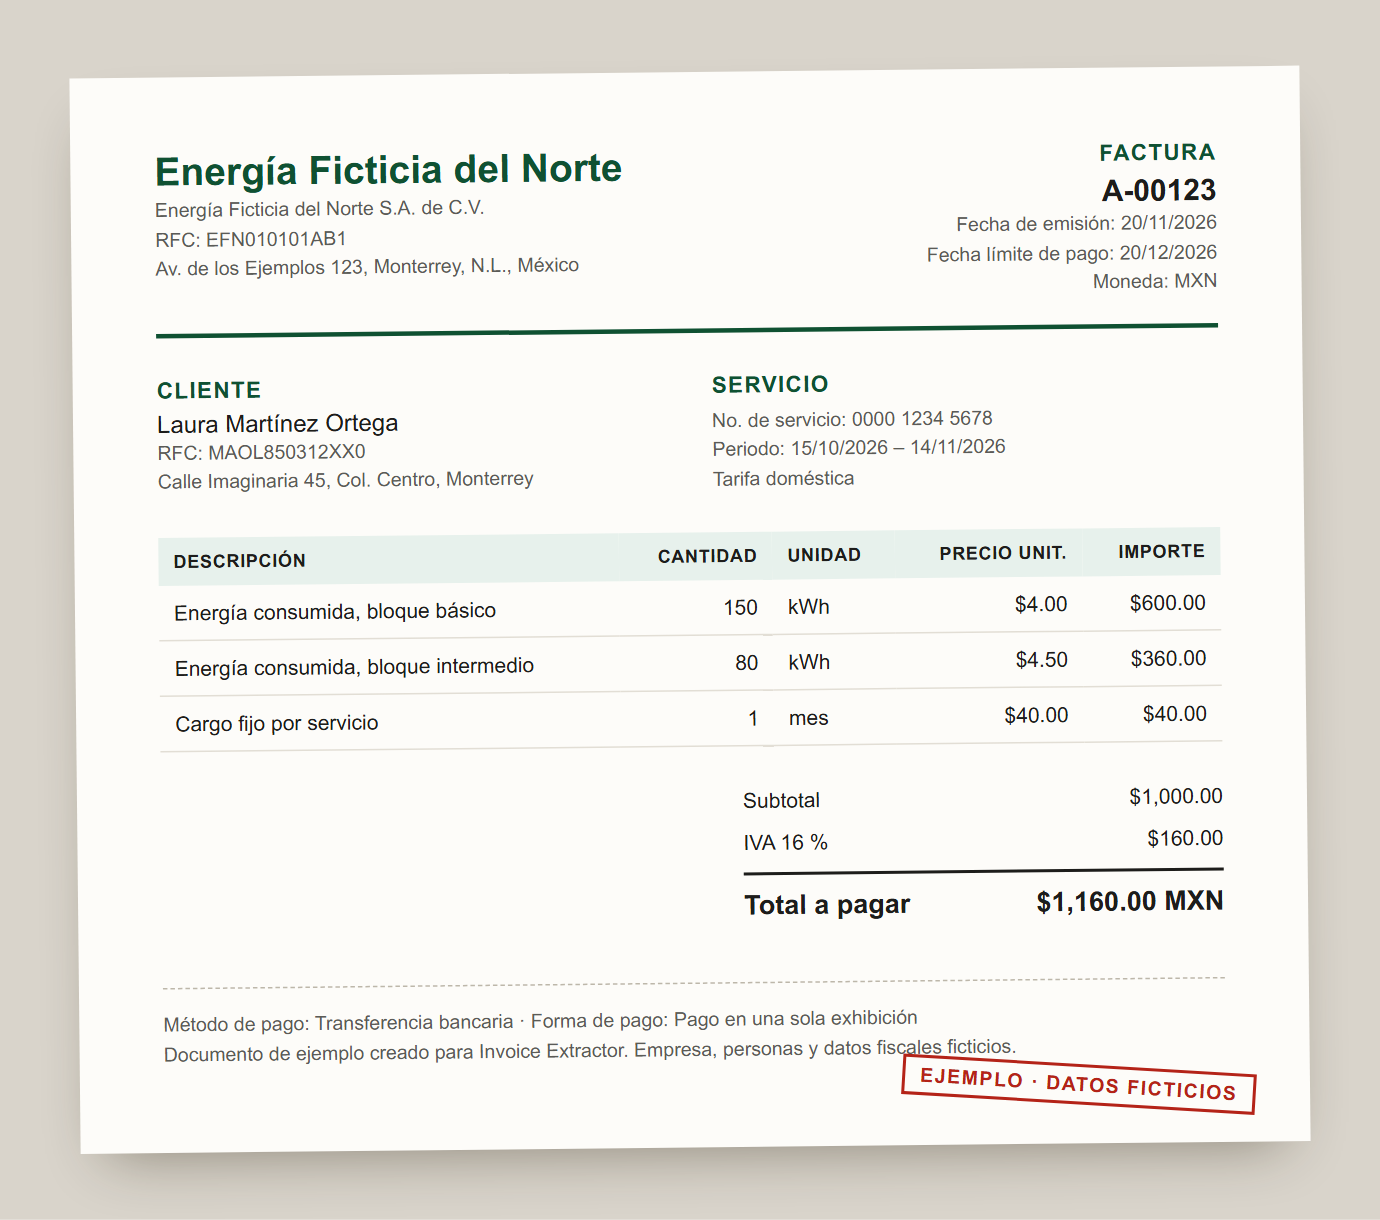 Energía Ficticia del Norte
Energía Ficticia del Norte S.A. de C.V.
RFC: EFN010101AB1
Av. de los Ejemplos 123, Monterrey, N.L., México
FACTURA
A-00123
Fecha de emisión: 20/11/2026
Fecha límite de pago: 20/12/2026
Moneda: MXN
CLIENTE
Laura Martínez Ortega
RFC: MAOL850312XX0
Calle Imaginaria 45, Col. Centro, Monterrey
SERVICIO
No. de servicio: 0000 1234 5678
Periodo: 15/10/2026 – 14/11/2026
Tarifa doméstica
DESCRIPCIÓN CANTIDAD UNIDAD PRECIO UNIT. IMPORTE
Energía consumida, bloque básico 150 kWh $4.00 $600.00
Energía consumida, bloque intermedio 80 kWh $4.50 $360.00
Cargo fijo por servicio 1 mes $40.00 $40.00
Subtotal $1,000.00
IVA 16 % $160.00
Total a pagar $1,160.00 MXN
Método de pago: Transferencia bancaria · Forma de pago: Pago en una sola exhibición
Documento de ejemplo creado para Invoice Extractor. Empresa, personas y datos fiscales ficticios.
EJEMPLO · DATOS FICTICIOS